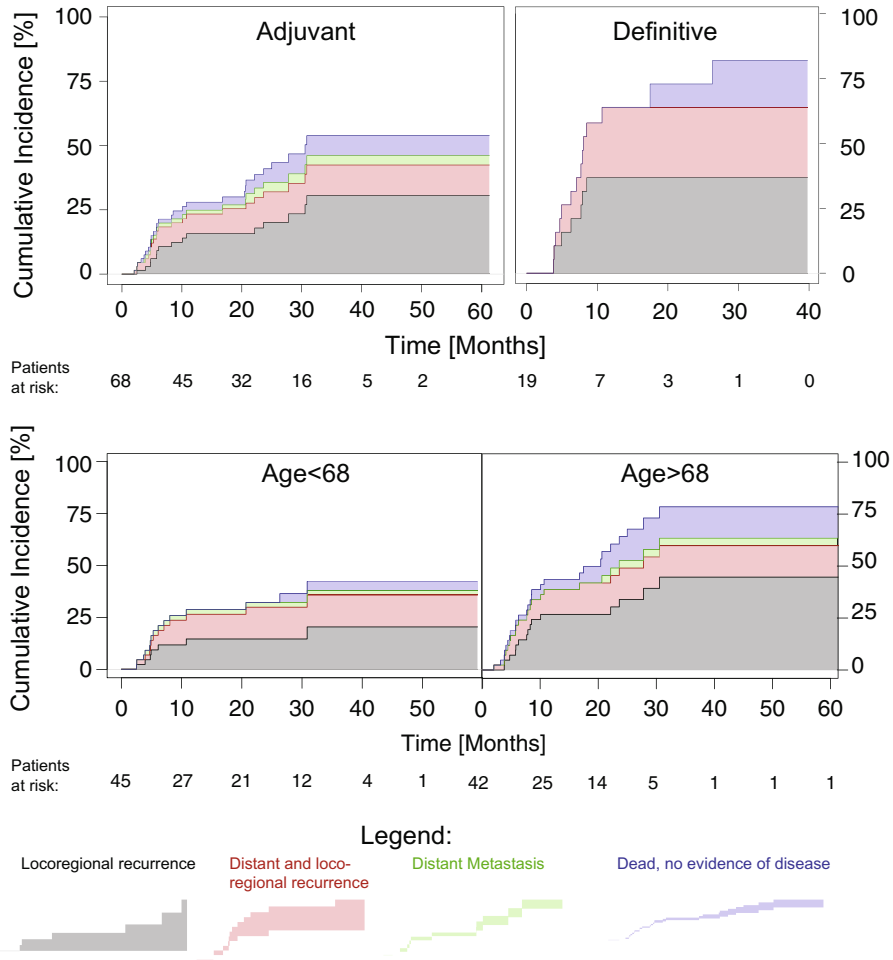 Adjuvant
Definitive
Cumulative Incidence [%]
100
75
50
25
0
100
75
50
25
0
0 10 20 30 40 50 60
0 10 20 30 40
Time [Months]
Patients
at risk:
68 45 32 16 5 2
19 7 3 1 0
Age<68
Age>68
Cumulative Incidence [%]
100
75
50
25
0
100
75
50
25
0
0 10 20 30 40 50
0 10 20 30 40 50 60
Time [Months]
Patients
at risk:
45 27 21 12 4 1
42 25 14 5 1 1 1
Legend:
Locoregional recurrence
Distant and loco-
regional recurrence
Distant Metastasis
Dead, no evidence of disease